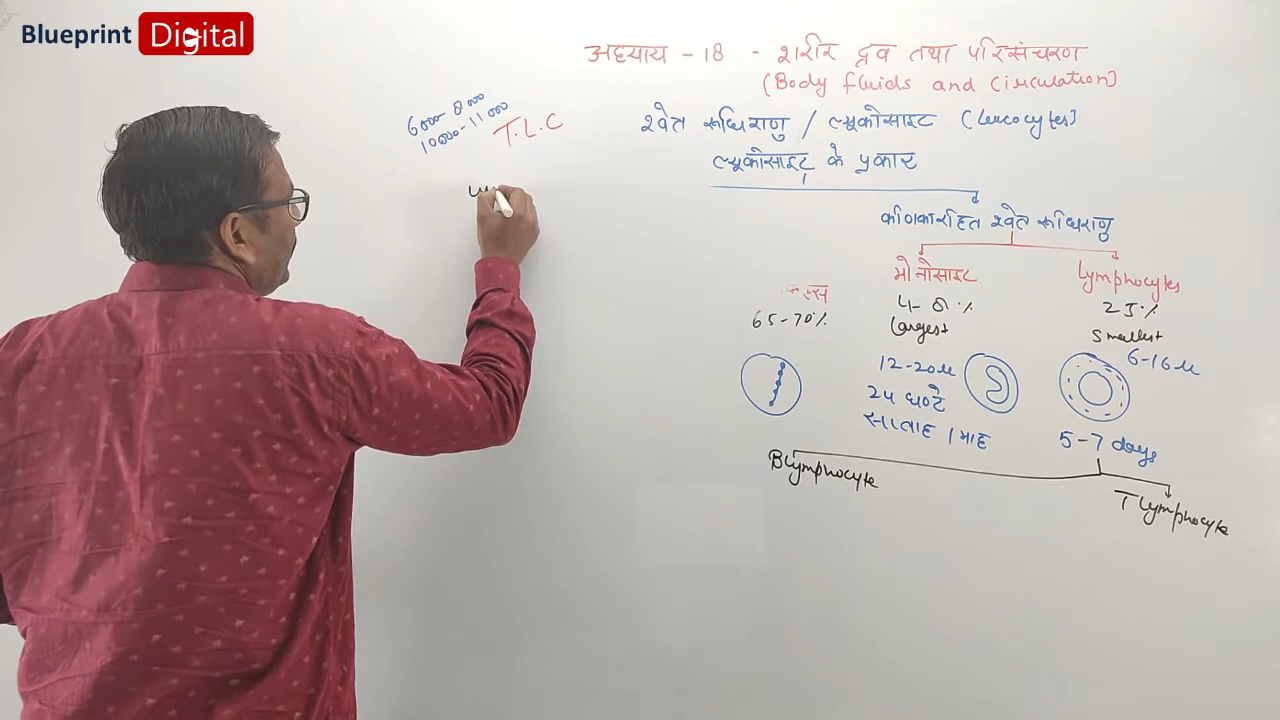 Blueprint Digital
अध्याय - 18 - शरीर द्रव तथा परिसंचरण
(Body fluids and Circulation)
6000-8000
10000-11000
T.L.C
श्वेत रूधिराणु / ल्यूकोसाइट (Leucocytes)
ल्यूकोसाइट के प्रकार
कणिकारहित श्वेत रूधिराणु
मोनोसाइट
4-8%
Largest
12-20μ
24 घण्टे
सप्ताह / माह
Lymphocytes
25%
Smallest
6-16μ
5-7 days
65-70%
B Lymphocyte
T Lymphocyte